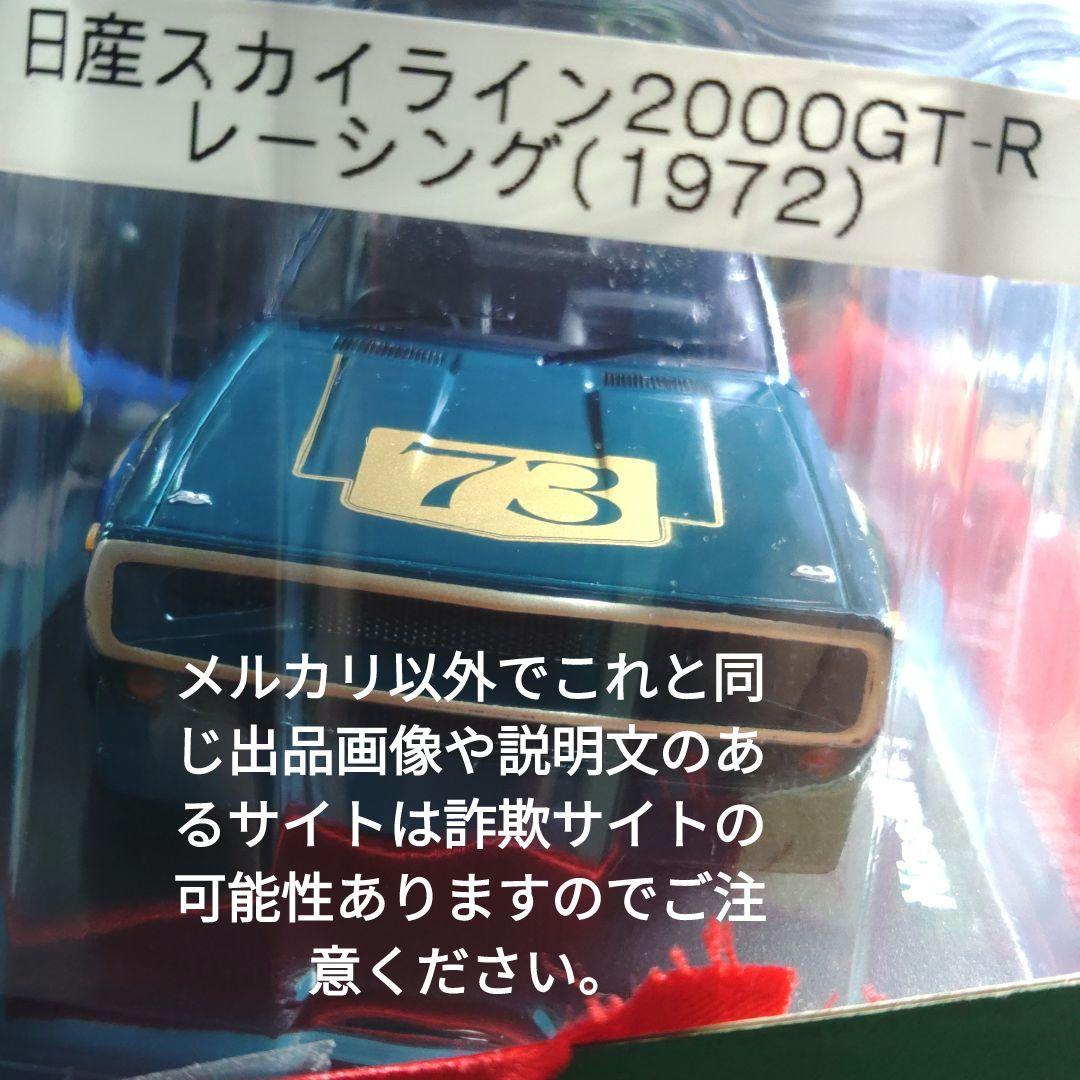 日産スカイライン2000GT-R
レーシング(1972)
73
メルカリ以外でこれと同
じ出品画像や説明文のあ
るサイトは詐欺サイトの
可能性ありますのでご注
意ください。